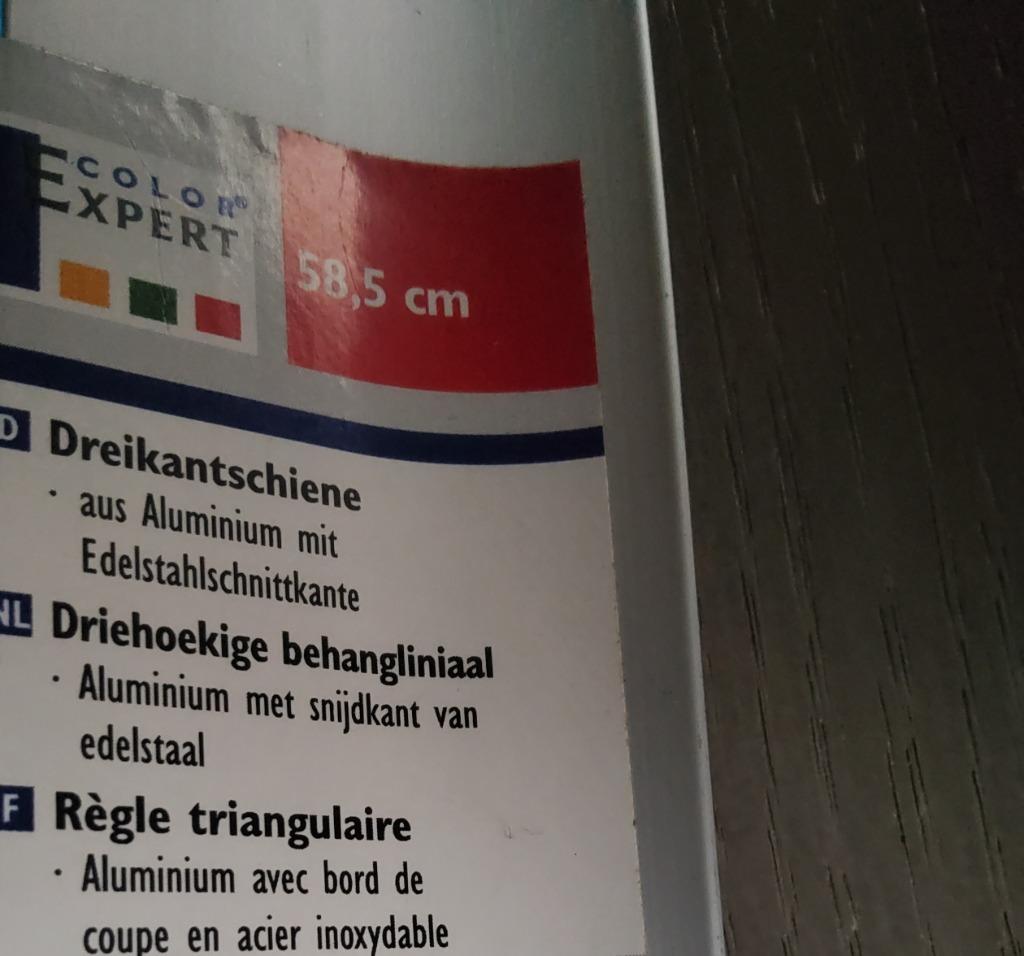 COLOR®
EXPERT
58,5 cm
D Dreikantschiene
· aus Aluminium mit
Edelstahlschnittkante
NL Driehoekige behangliniaal
· Aluminium met snijdkant van
edelstaal
F Règle triangulaire
· Aluminium avec bord de
coupe en acier inoxydable